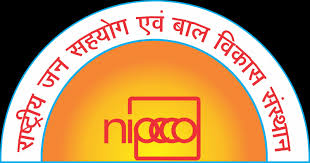 राष्ट्रीय जन सहयोग एवं बाल विकास संस्थान
nipccd